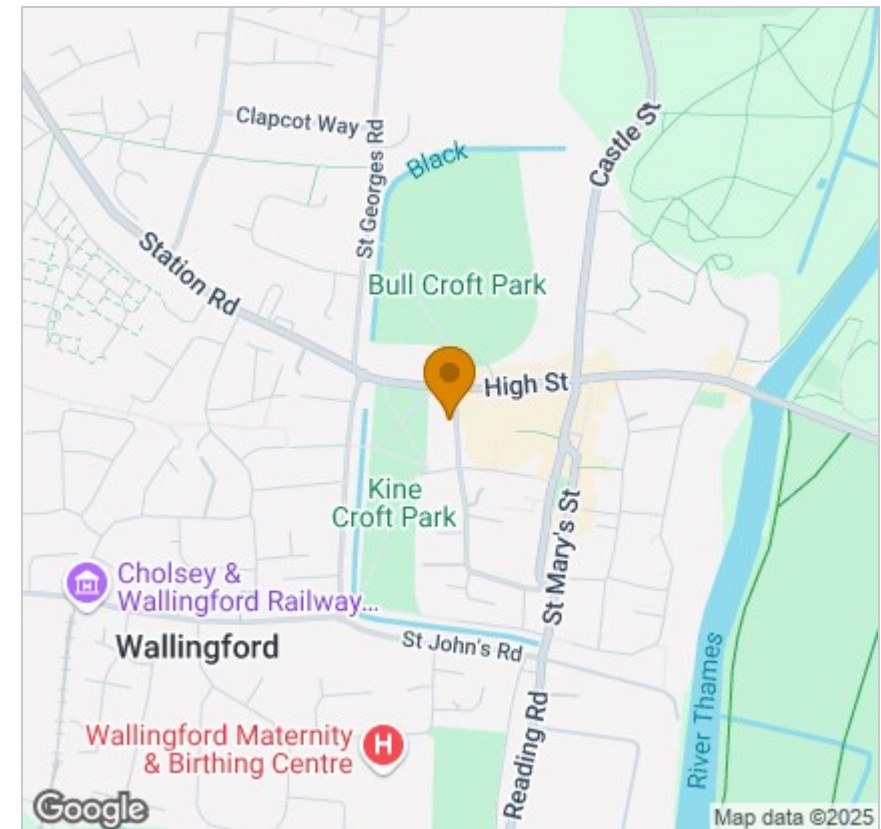 Clapcot Way
St Georges Rd
Black
Castle St
Station Rd
Bull Croft Park
High St
Kine
Croft Park
St Mary's St
Cholsey &
Wallingford Railway...
Wallingford
St John's Rd
Wallingford Maternity
& Birthing Centre
H
Reading Rd
River Thames
Google
Map data ©2025